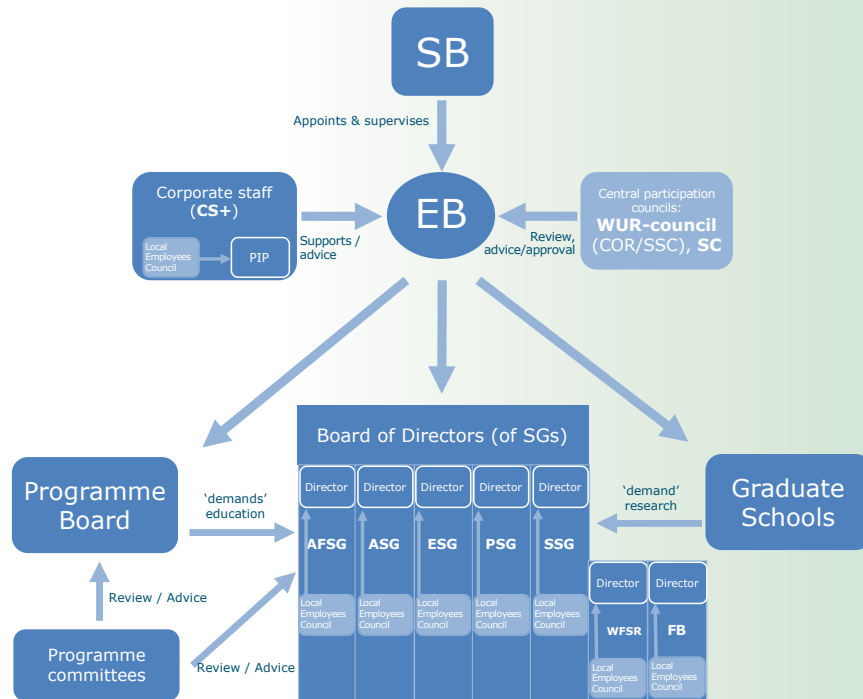 SB
Appoints & supervises
Corporate staff
(CS+)
Local
Employees
Council
PIP
Supports /
advice
EB
Review,
advice/approval
Central participation
councils:
WUR-council
(COR/SSC), SC
Board of Directors (of SGs)
Programme
Board
'demands'
education
Director
Director
Director
Director
Director
'demand'
research
Graduate
Schools
AFSG
ASG
ESG
PSG
SSG
Local
Employees
Council
Local
Employees
Council
Local
Employees
Council
Local
Employees
Council
Local
Employees
Council
Director
Director
WFSR
FB
Local
Employees
Council
Local
Employees
Council
Review / Advice
Programme
committees
Review / Advice